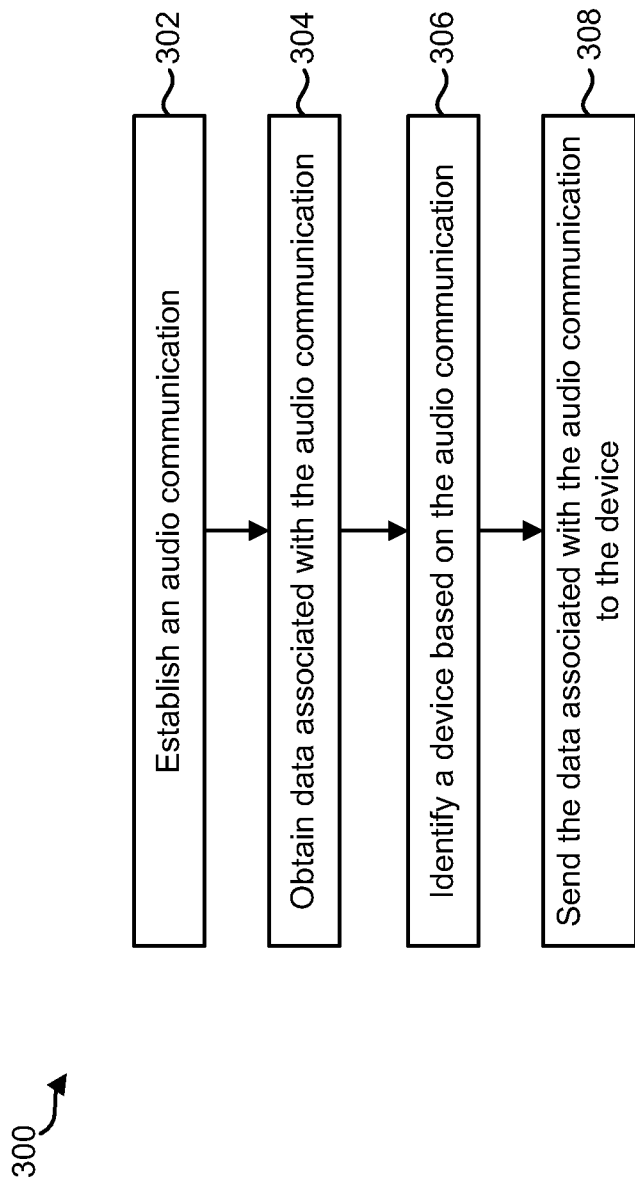 300
Establish an audio communication
302
Obtain data associated with the audio communication
304
Identify a device based on the audio communication
306
Send the data associated with the audio communication
to the device
308